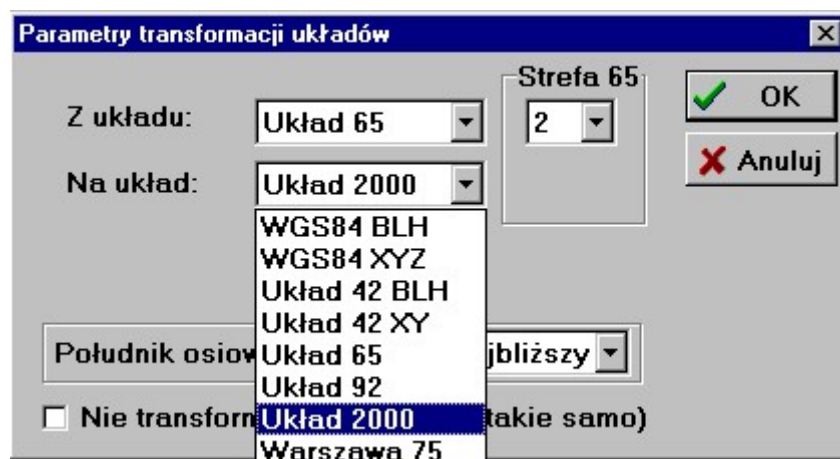 Parametry transformacji układów
Strefa 65
Z układu: Układ 65 2 OK
Na układ: Układ 2000 Anuluj
WGS84 BLH
WGS84 XYZ
Układ 42 BLH
Układ 42 XY
Południk osiow Układ 65 jbliższy
Układ 92
Nie transforn Układ 2000 takie samo)
Warszawa 75